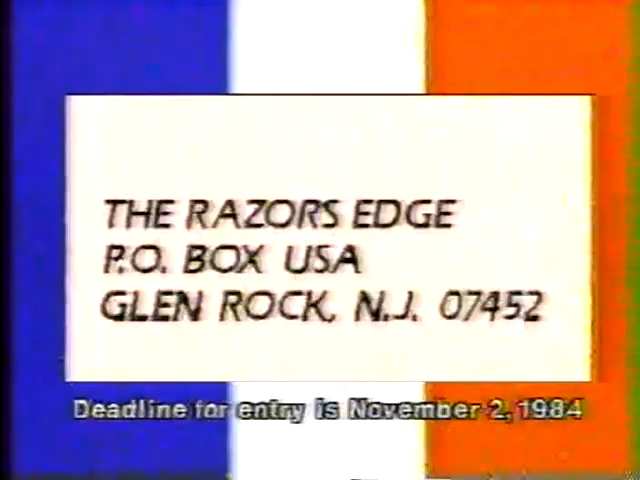 THE RAZORS EDGE
P.O. BOX USA
GLEN ROCK, N.J. 07452
Deadline for entry is November 2, 1984